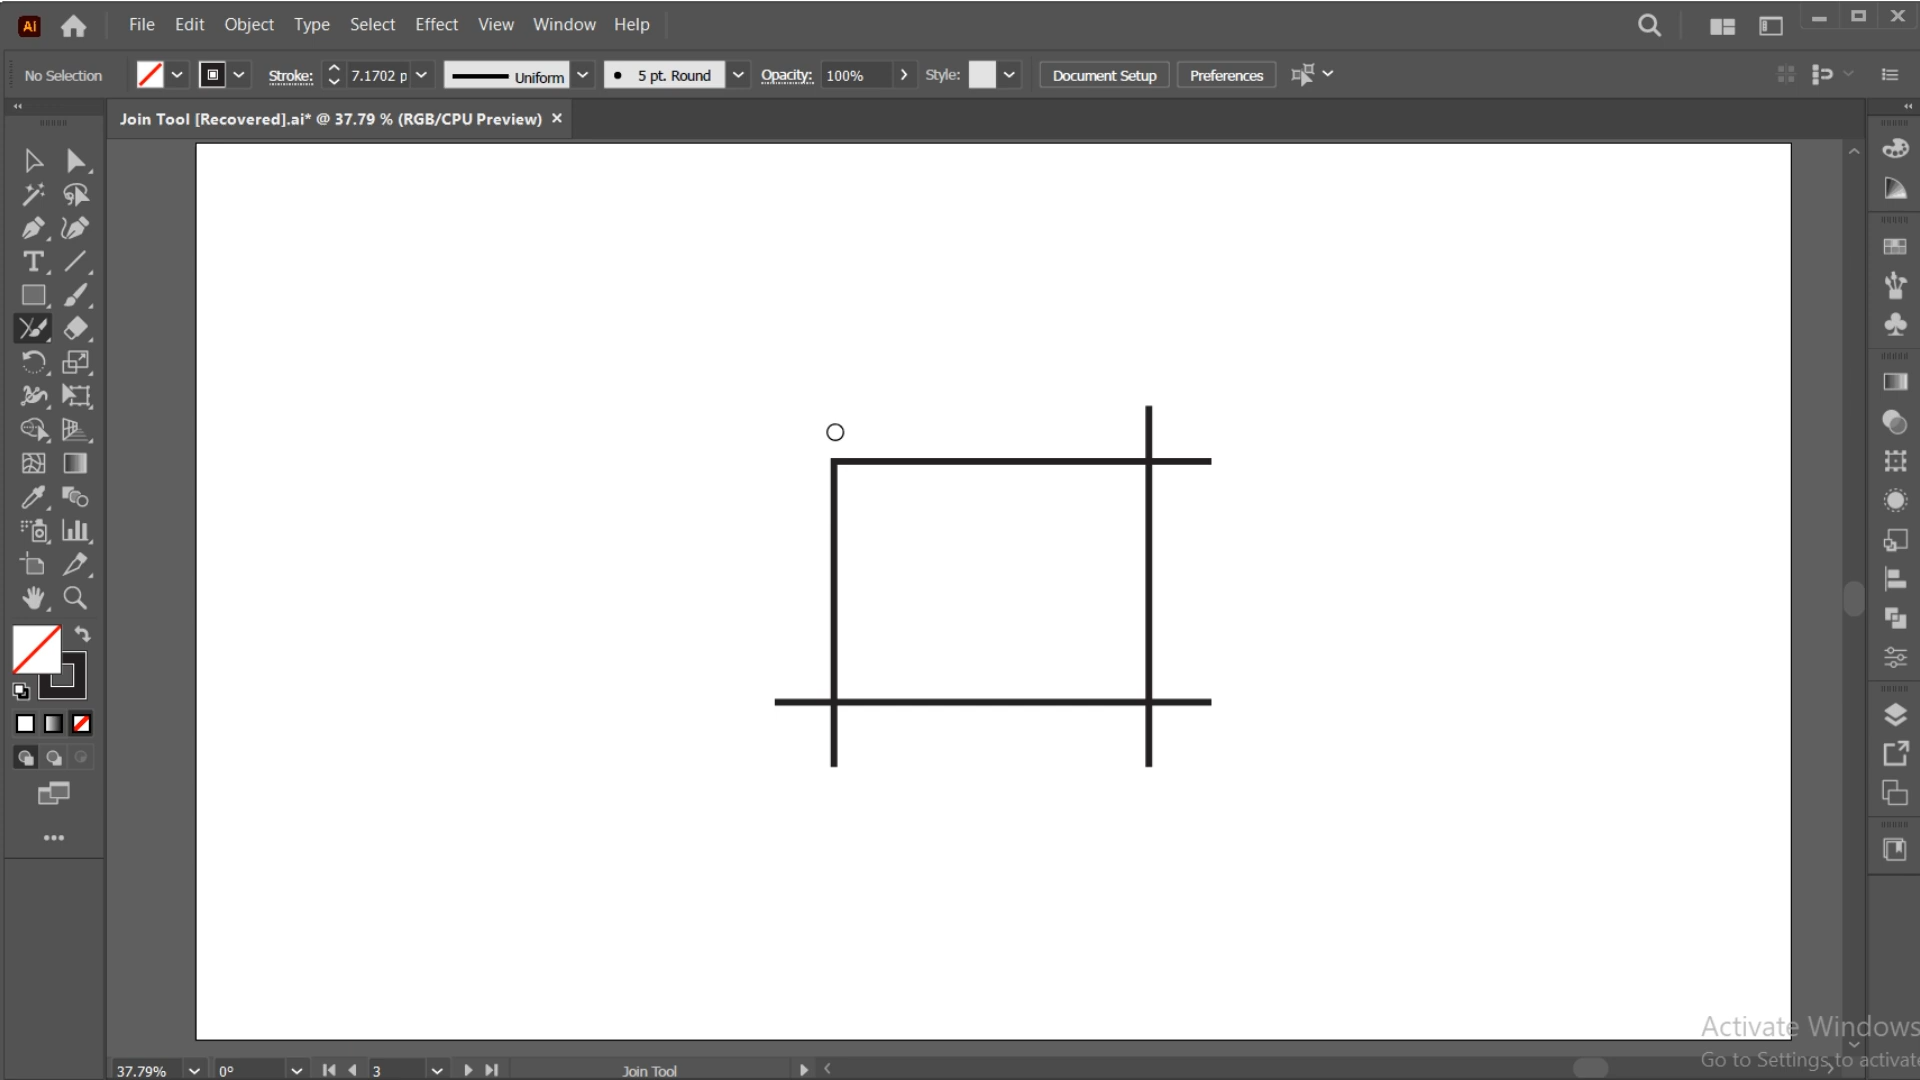 Ai File Edit Object Type Select Effect View Window Help
No Selection Stroke: 7.1702 p Uniform 5 pt. Round Opacity: 100% Style: Document Setup Preferences
Join Tool [Recovered].ai* @ 37.79 % (RGB/CPU Preview)
T
Activate Windows
Go to Settings to activate
37.79% 0° 3 Join Tool